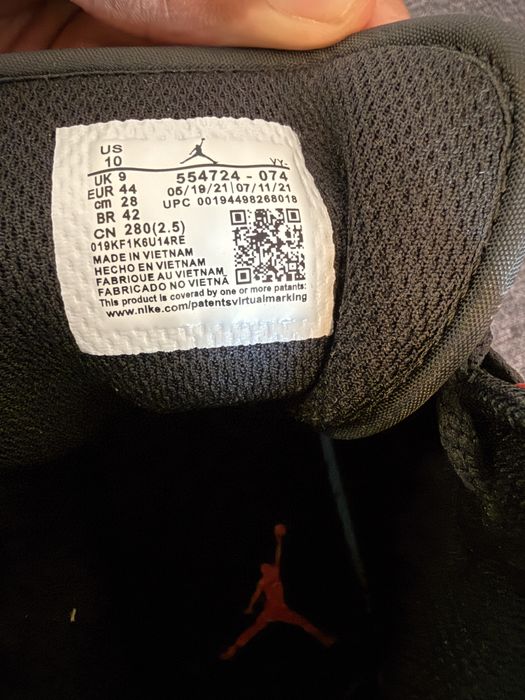 US
10
YY-
UK 9
554724 - 074
EUR 44
05/19/21 07/11/21
cm 28
UPC 00194498268018
BR 42
CN 280(2.5)
019KF1K6U14RE
MADE IN VIETNAM
HECHO EN VIETNAM
FABRIQUE AU VIETNAM
FABRICADO NO VIETNÃ
This product is covered by one or more patents:
www.nike.com/patentsvirtualmarking